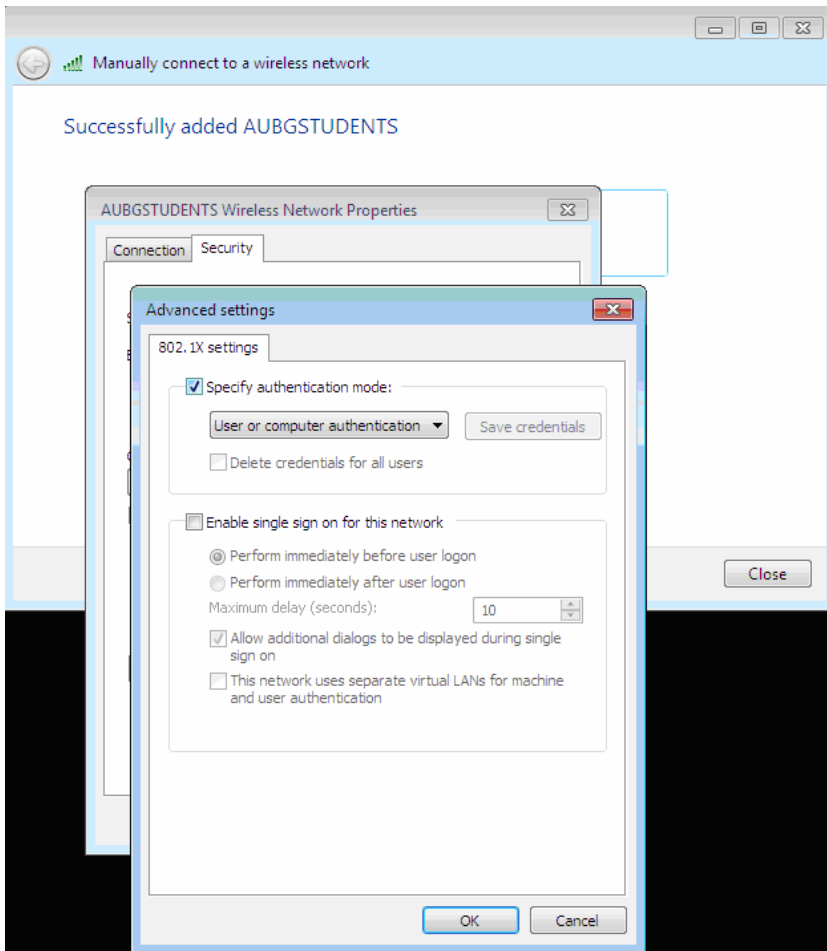 Manually connect to a wireless network
Successfully added AUBGSTUDENTS
AUBGSTUDENTS Wireless Network Properties
Connection
Security
Advanced settings
802.1X settings
Specify authentication mode:
User or computer authentication
Save credentials
Delete credentials for all users
Enable single sign on for this network
Perform immediately before user logon
Perform immediately after user logon
Maximum delay (seconds):
10
Allow additional dialogs to be displayed during single
sign on
This network uses separate virtual LANs for machine
and user authentication
Close
OK
Cancel